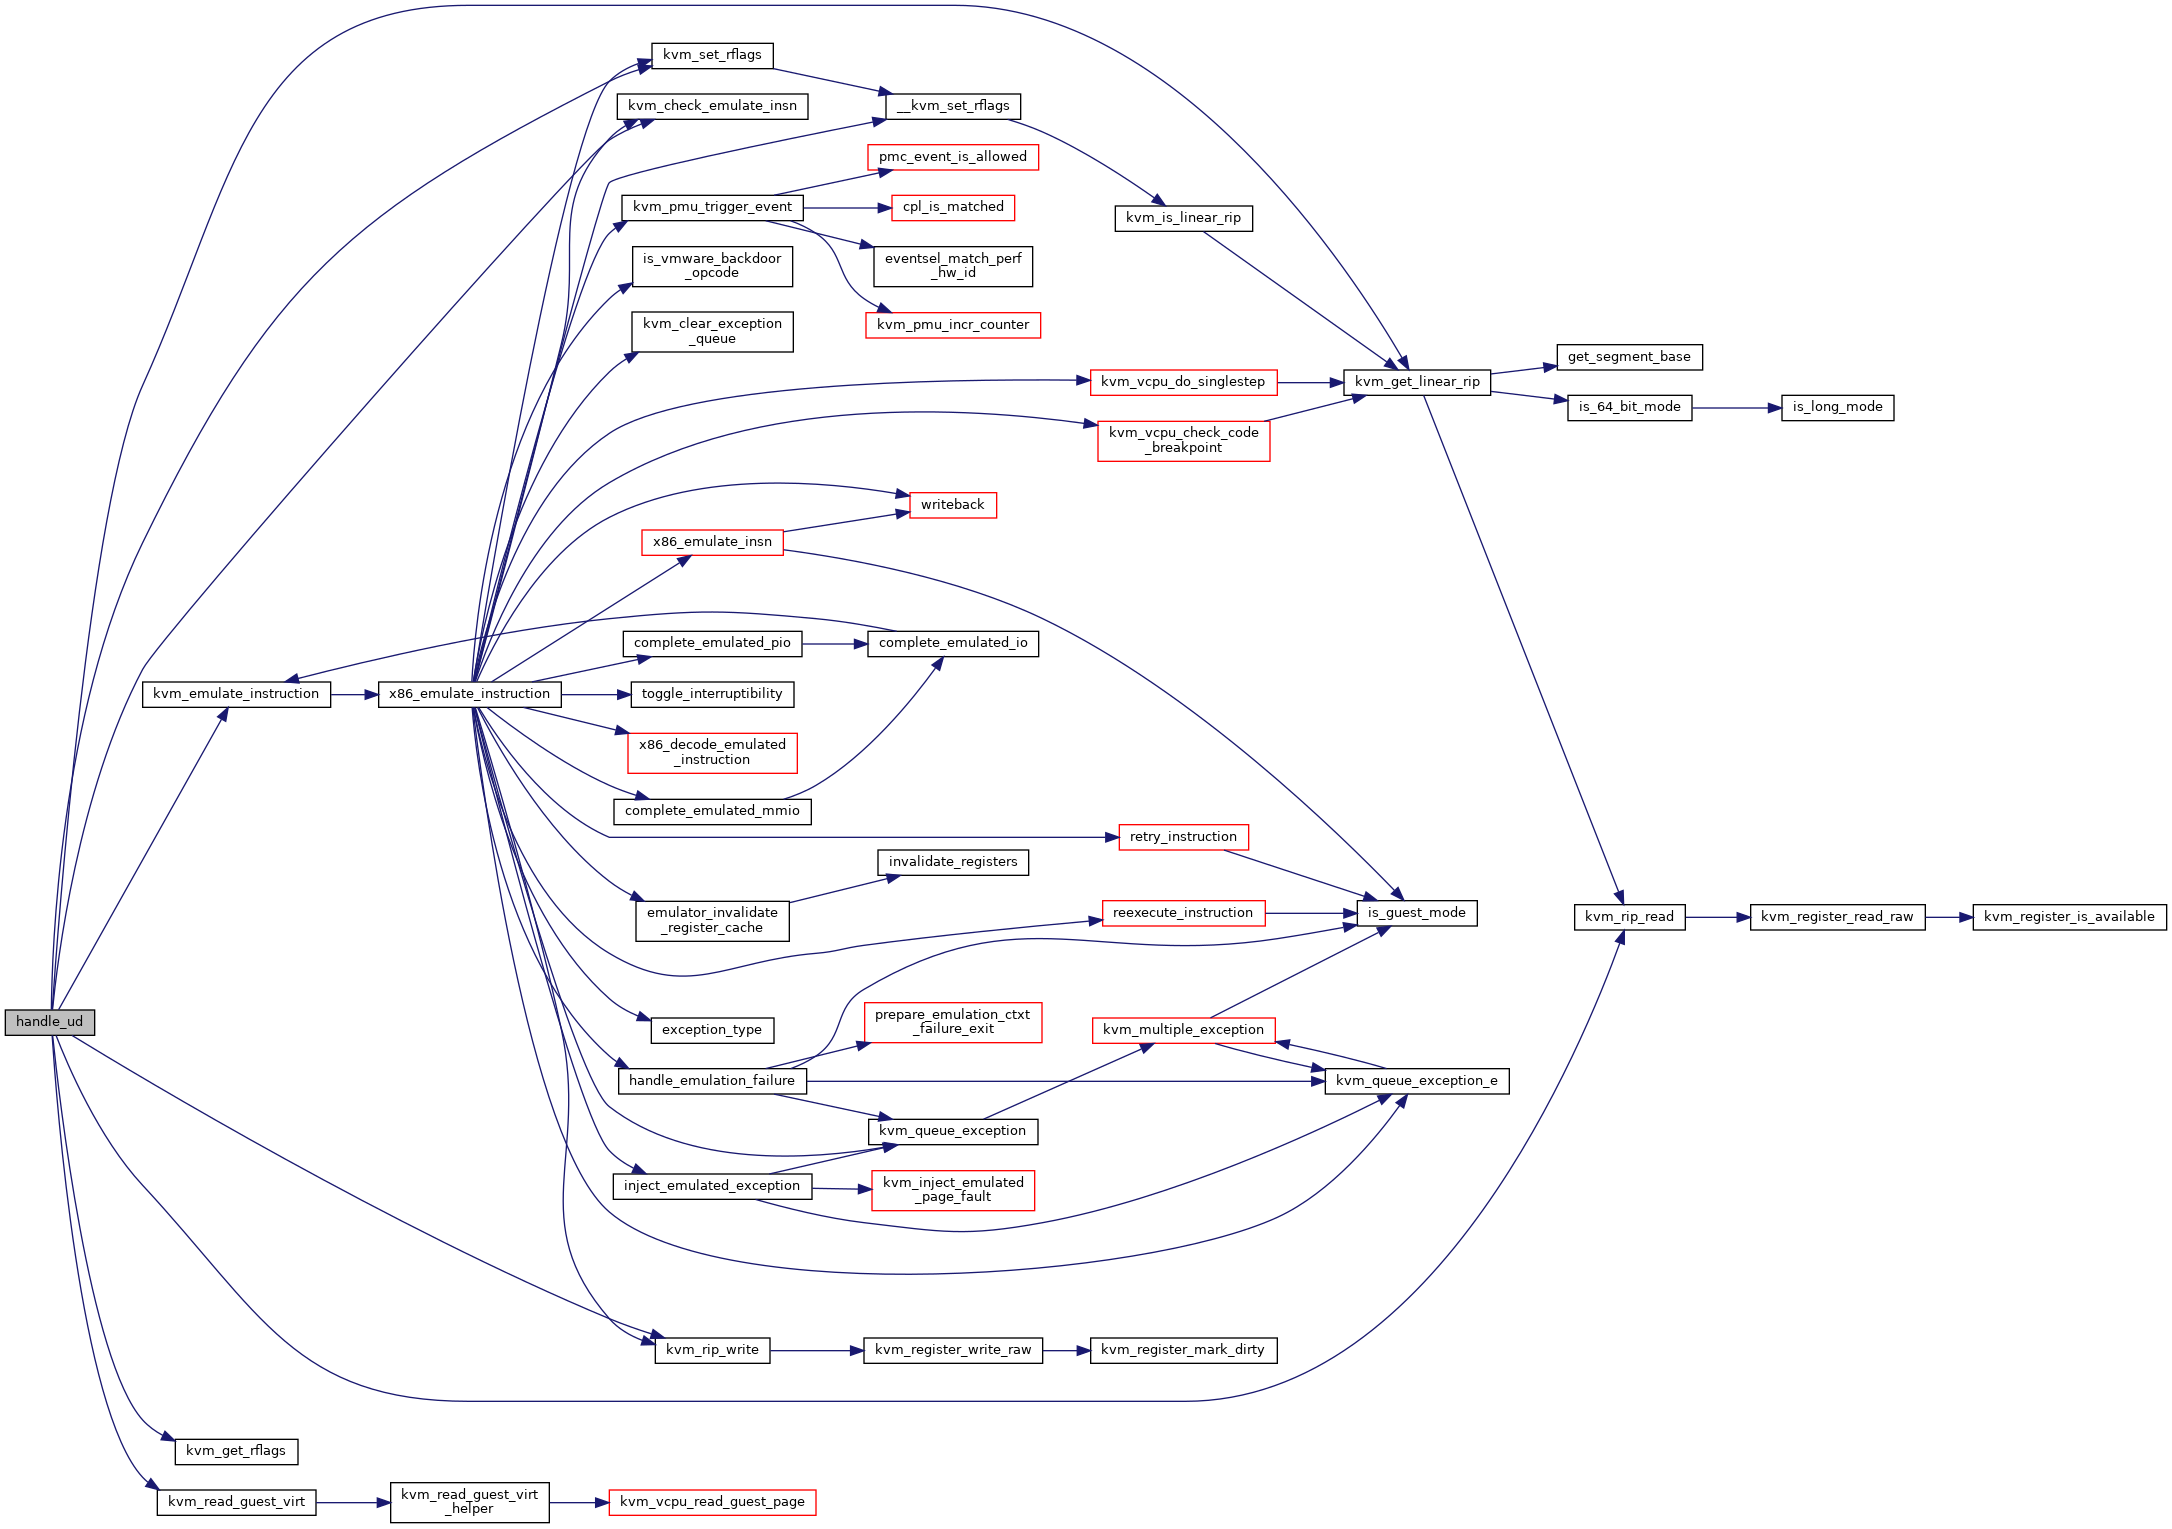 kvm_set_rflags
kvm_check_emulate_insn
__kvm_set_rflags
pmc_event_is_allowed
kvm_pmu_trigger_event
cpl_is_matched
kvm_is_linear_rip
is_vmware_backdoor
_opcode
eventsel_match_perf
_hw_id
kvm_clear_exception
_queue
kvm_pmu_incr_counter
get_segment_base
kvm_vcpu_do_singlestep
kvm_get_linear_rip
is_64_bit_mode
is_long_mode
kvm_vcpu_check_code
_breakpoint
writeback
x86_emulate_insn
complete_emulated_pio
complete_emulated_io
kvm_emulate_instruction
x86_emulate_instruction
toggle_interruptibility
x86_decode_emulated
_instruction
complete_emulated_mmio
retry_instruction
invalidate_registers
emulator_invalidate
_register_cache
reexecute_instruction
is_guest_mode
kvm_rip_read
kvm_register_read_raw
kvm_register_is_available
handle_ud
exception_type
prepare_emulation_ctxt
_failure_exit
kvm_multiple_exception
handle_emulation_failure
kvm_queue_exception_e
kvm_queue_exception
inject_emulated_exception
kvm_inject_emulated
_page_fault
kvm_rip_write
kvm_register_write_raw
kvm_register_mark_dirty
kvm_get_rflags
kvm_read_guest_virt
kvm_read_guest_virt
_helper
kvm_vcpu_read_guest_page